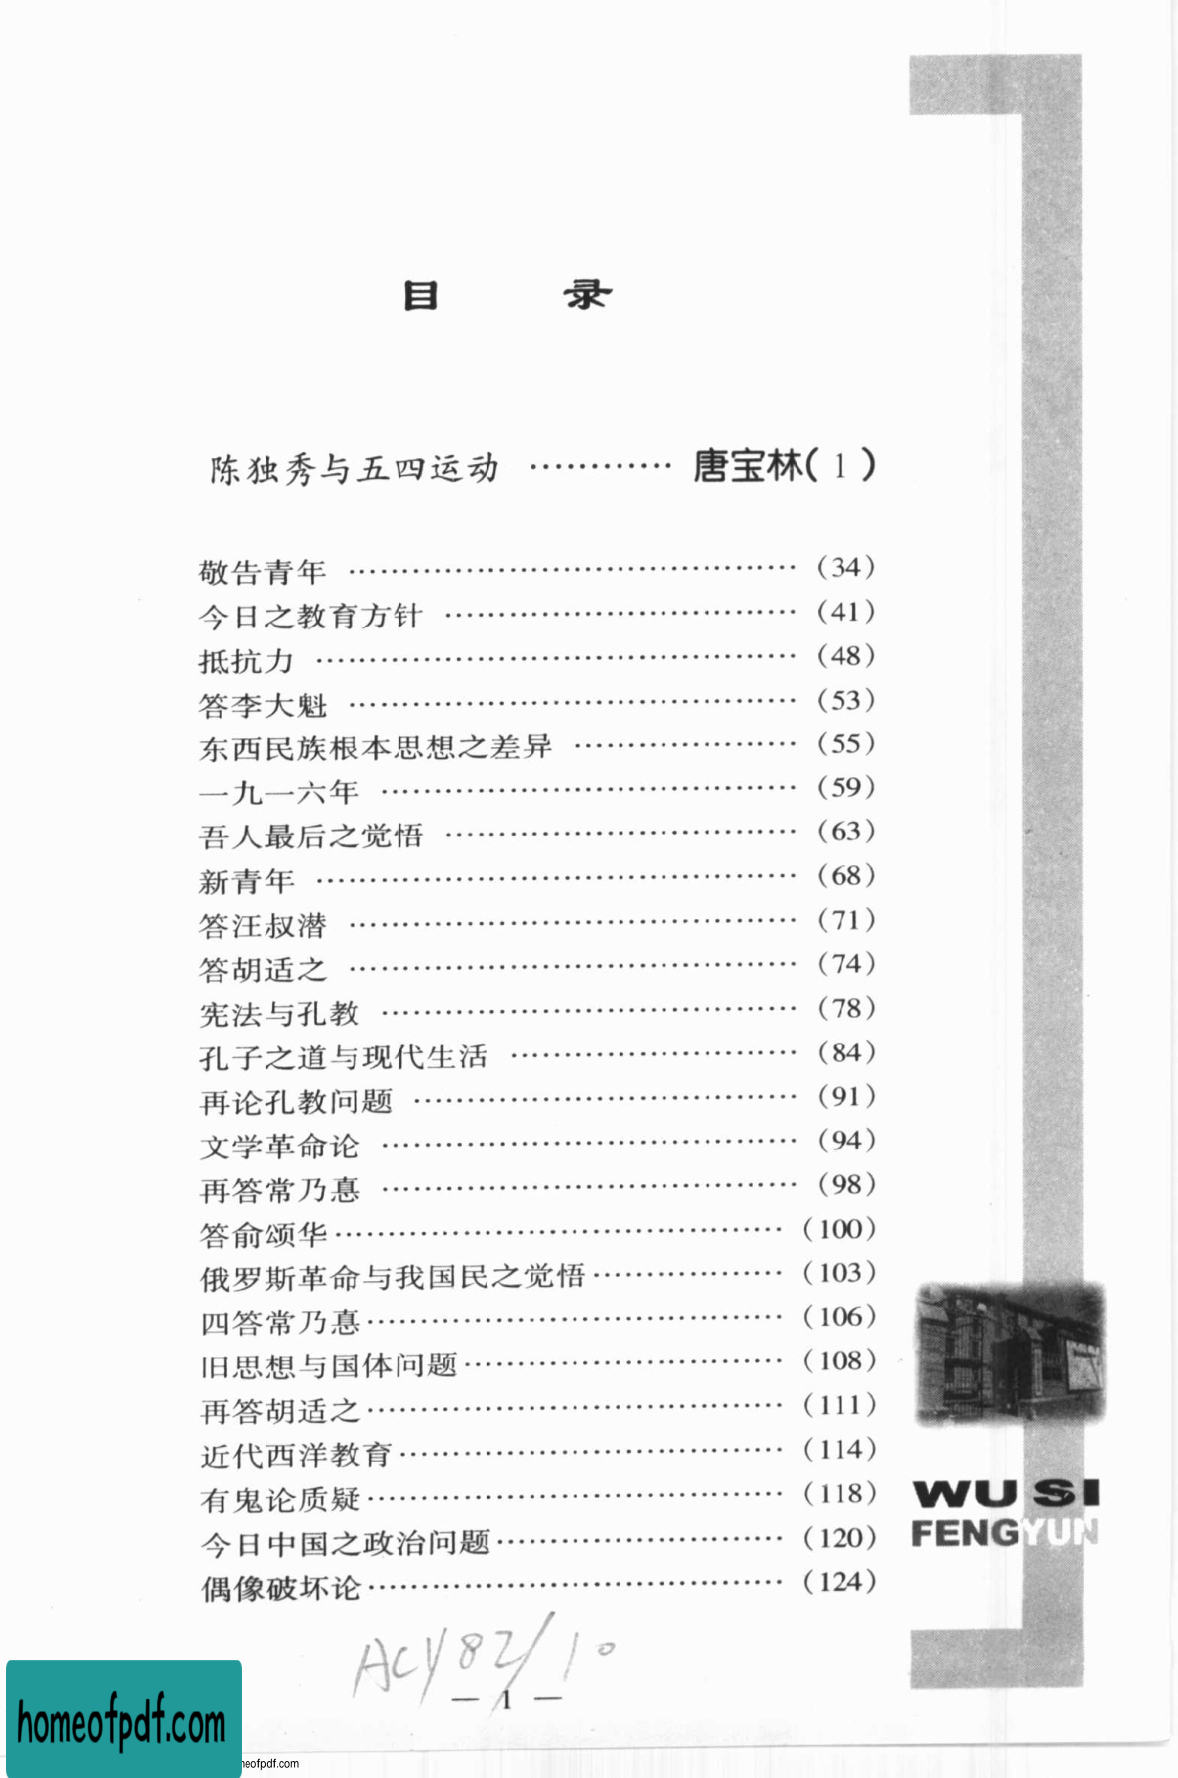 目 录
陈独秀与五四运动 ………… 唐宝林( 1 )
敬告青年 …………………………………… (34)
今日之教育方针 …………………………… (41)
抵抗力 ……………………………………… (48)
答李大魁 …………………………………… (53)
东西民族根本思想之差异 ………………… (55)
一九一六年 ………………………………… (59)
吾人最后之觉悟 …………………………… (63)
新青年 ……………………………………… (68)
答汪叔潜 …………………………………… (71)
答胡适之 …………………………………… (74)
宪法与孔教 ………………………………… (78)
孔子之道与现代生活 ……………………… (84)
再论孔教问题 ……………………………… (91)
文学革命论 ………………………………… (94)
再答常乃惪 ………………………………… (98)
答俞颂华…………………………………… (100)
俄罗斯革命与我国民之觉悟……………… (103)
四答常乃惪………………………………… (106)
旧思想与国体问题………………………… (108)
再答胡适之………………………………… (111)
近代西洋教育……………………………… (114)
有鬼论质疑………………………………… (118)
今日中国之政治问题……………………… (120)
偶像破坏论………………………………… (124)
WU SI
FENGYUN
— 1 —
homeofpdf.com
neofpdf.com